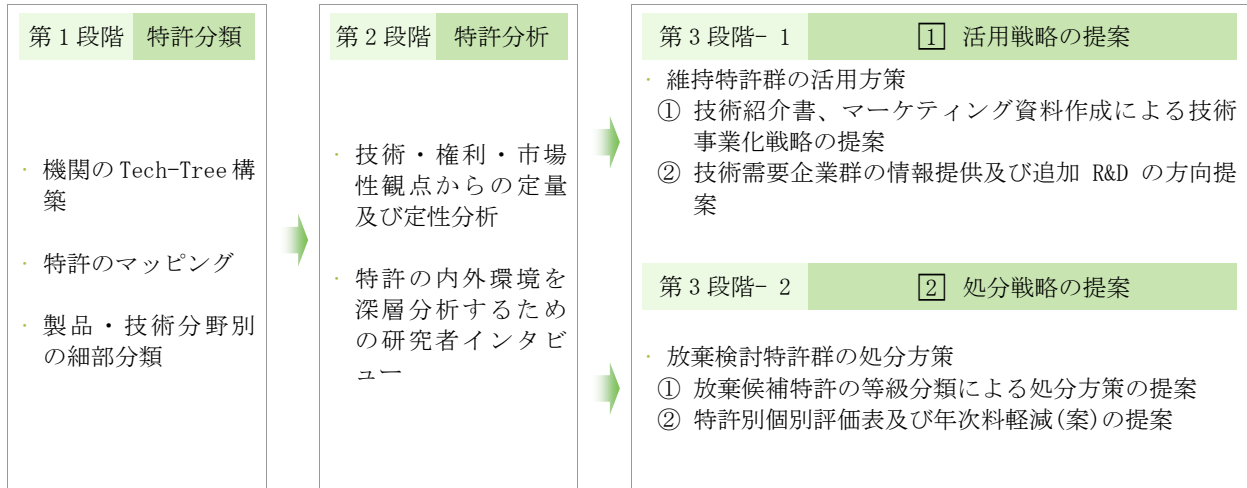 第1段階 特許分類
・ 機関の Tech-Tree 構
築
・ 特許のマッピング
・ 製品・技術分野別
の細部分類
第2段階 特許分析
・ 技術・権利・市場
性観点からの定量
及び定性分析
・ 特許の内外環境を
深層分析するため
の研究者インタビ
ュー
第3段階- 1 1 活用戦略の提案
・ 維持特許群の活用方策
① 技術紹介書、マーケティング資料作成による技術
事業化戦略の提案
② 技術需要企業群の情報提供及び追加 R&D の方向提
案
第3段階- 2 2 処分戦略の提案
・ 放棄検討特許群の処分方策
① 放棄候補特許の等級分類による処分方策の提案
② 特許別個別評価表及び年次料軽減(案)の提案